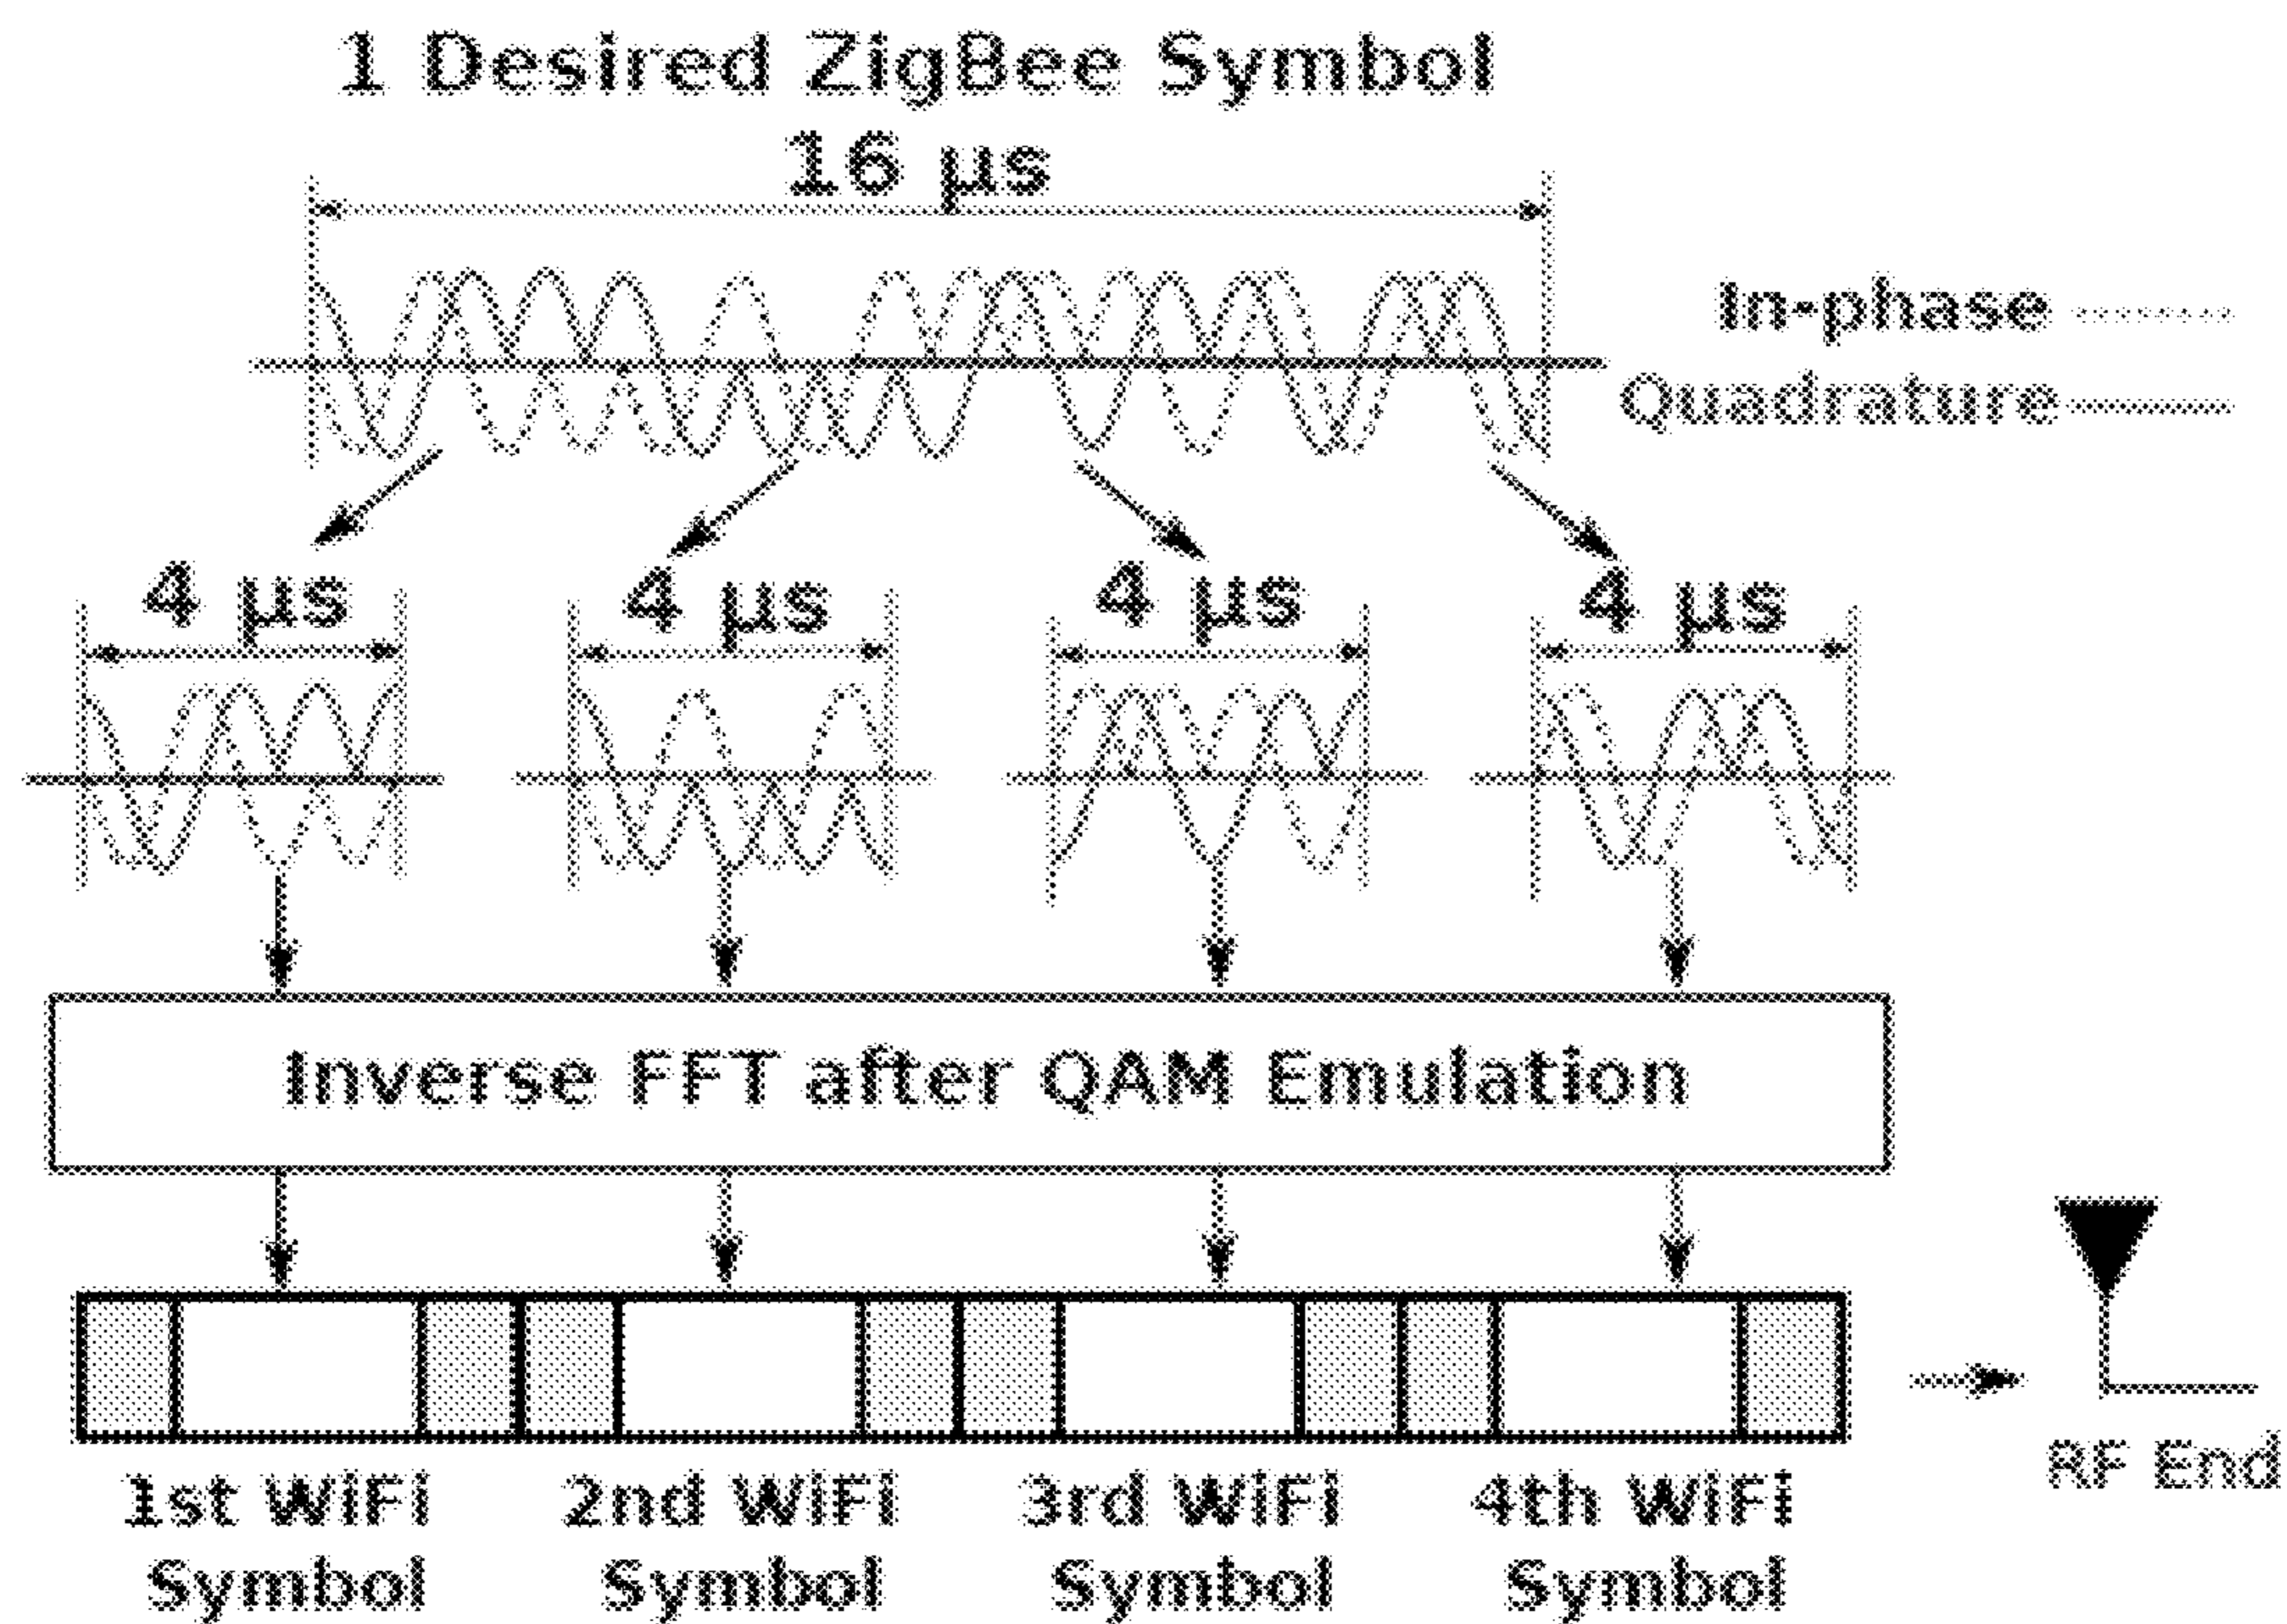 1 Desired ZigBee Symbol
16 μs
In-phase
Quadrature
4 μs 4 μs 4 μs 4 μs
Inverse FFT after QAM Emulation
1st WiFi Symbol
2nd WiFi Symbol
3rd WiFi Symbol
4th WiFi Symbol
RF End